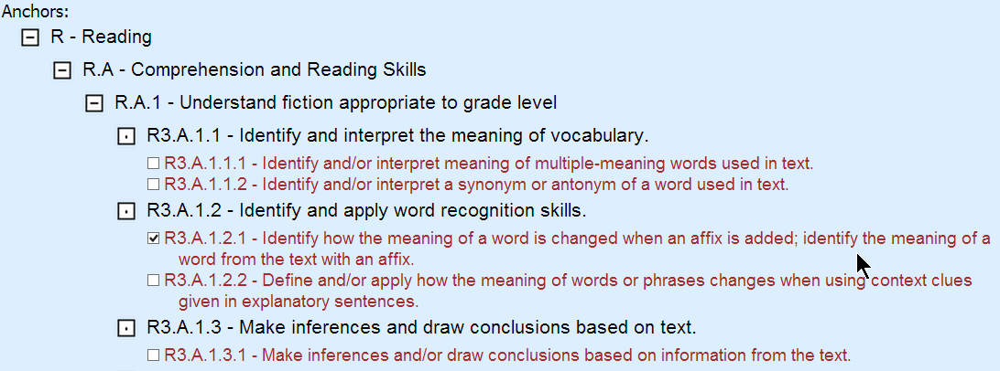 Anchors:
R - Reading
R.A - Comprehension and Reading Skills
R.A.1 - Understand fiction appropriate to grade level
R3.A.1.1 - Identify and interpret the meaning of vocabulary.
R3.A.1.1.1 - Identify and/or interpret meaning of multiple-meaning words used in text.
R3.A.1.1.2 - Identify and/or interpret a synonym or antonym of a word used in text.
R3.A.1.2 - Identify and apply word recognition skills.
R3.A.1.2.1 - Identify how the meaning of a word is changed when an affix is added; identify the meaning of a
word from the text with an affix.
R3.A.1.2.2 - Define and/or apply how the meaning of words or phrases changes when using context clues
given in explanatory sentences.
R3.A.1.3 - Make inferences and draw conclusions based on text.
R3.A.1.3.1 - Make inferences and/or draw conclusions based on information from the text.